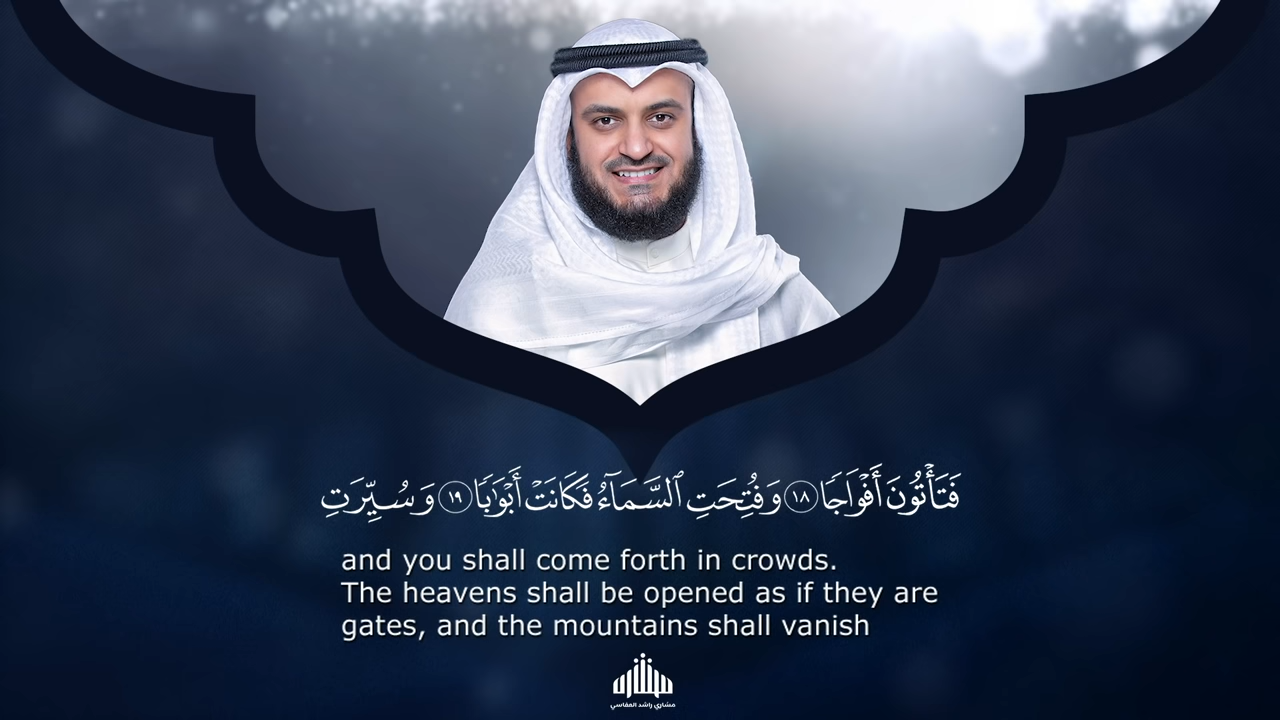 فَتَأْتُونَ أَفْوَاجًا ١٨ وَفُتِحَتِ ٱلسَّمَآءُ فَكَانَتْ أَبْوَٰبًا ١٩ وَسُيِّرَتِ
and you shall come forth in crowds.
The heavens shall be opened as if they are
gates, and the mountains shall vanish
مشاري راشد العفاسي